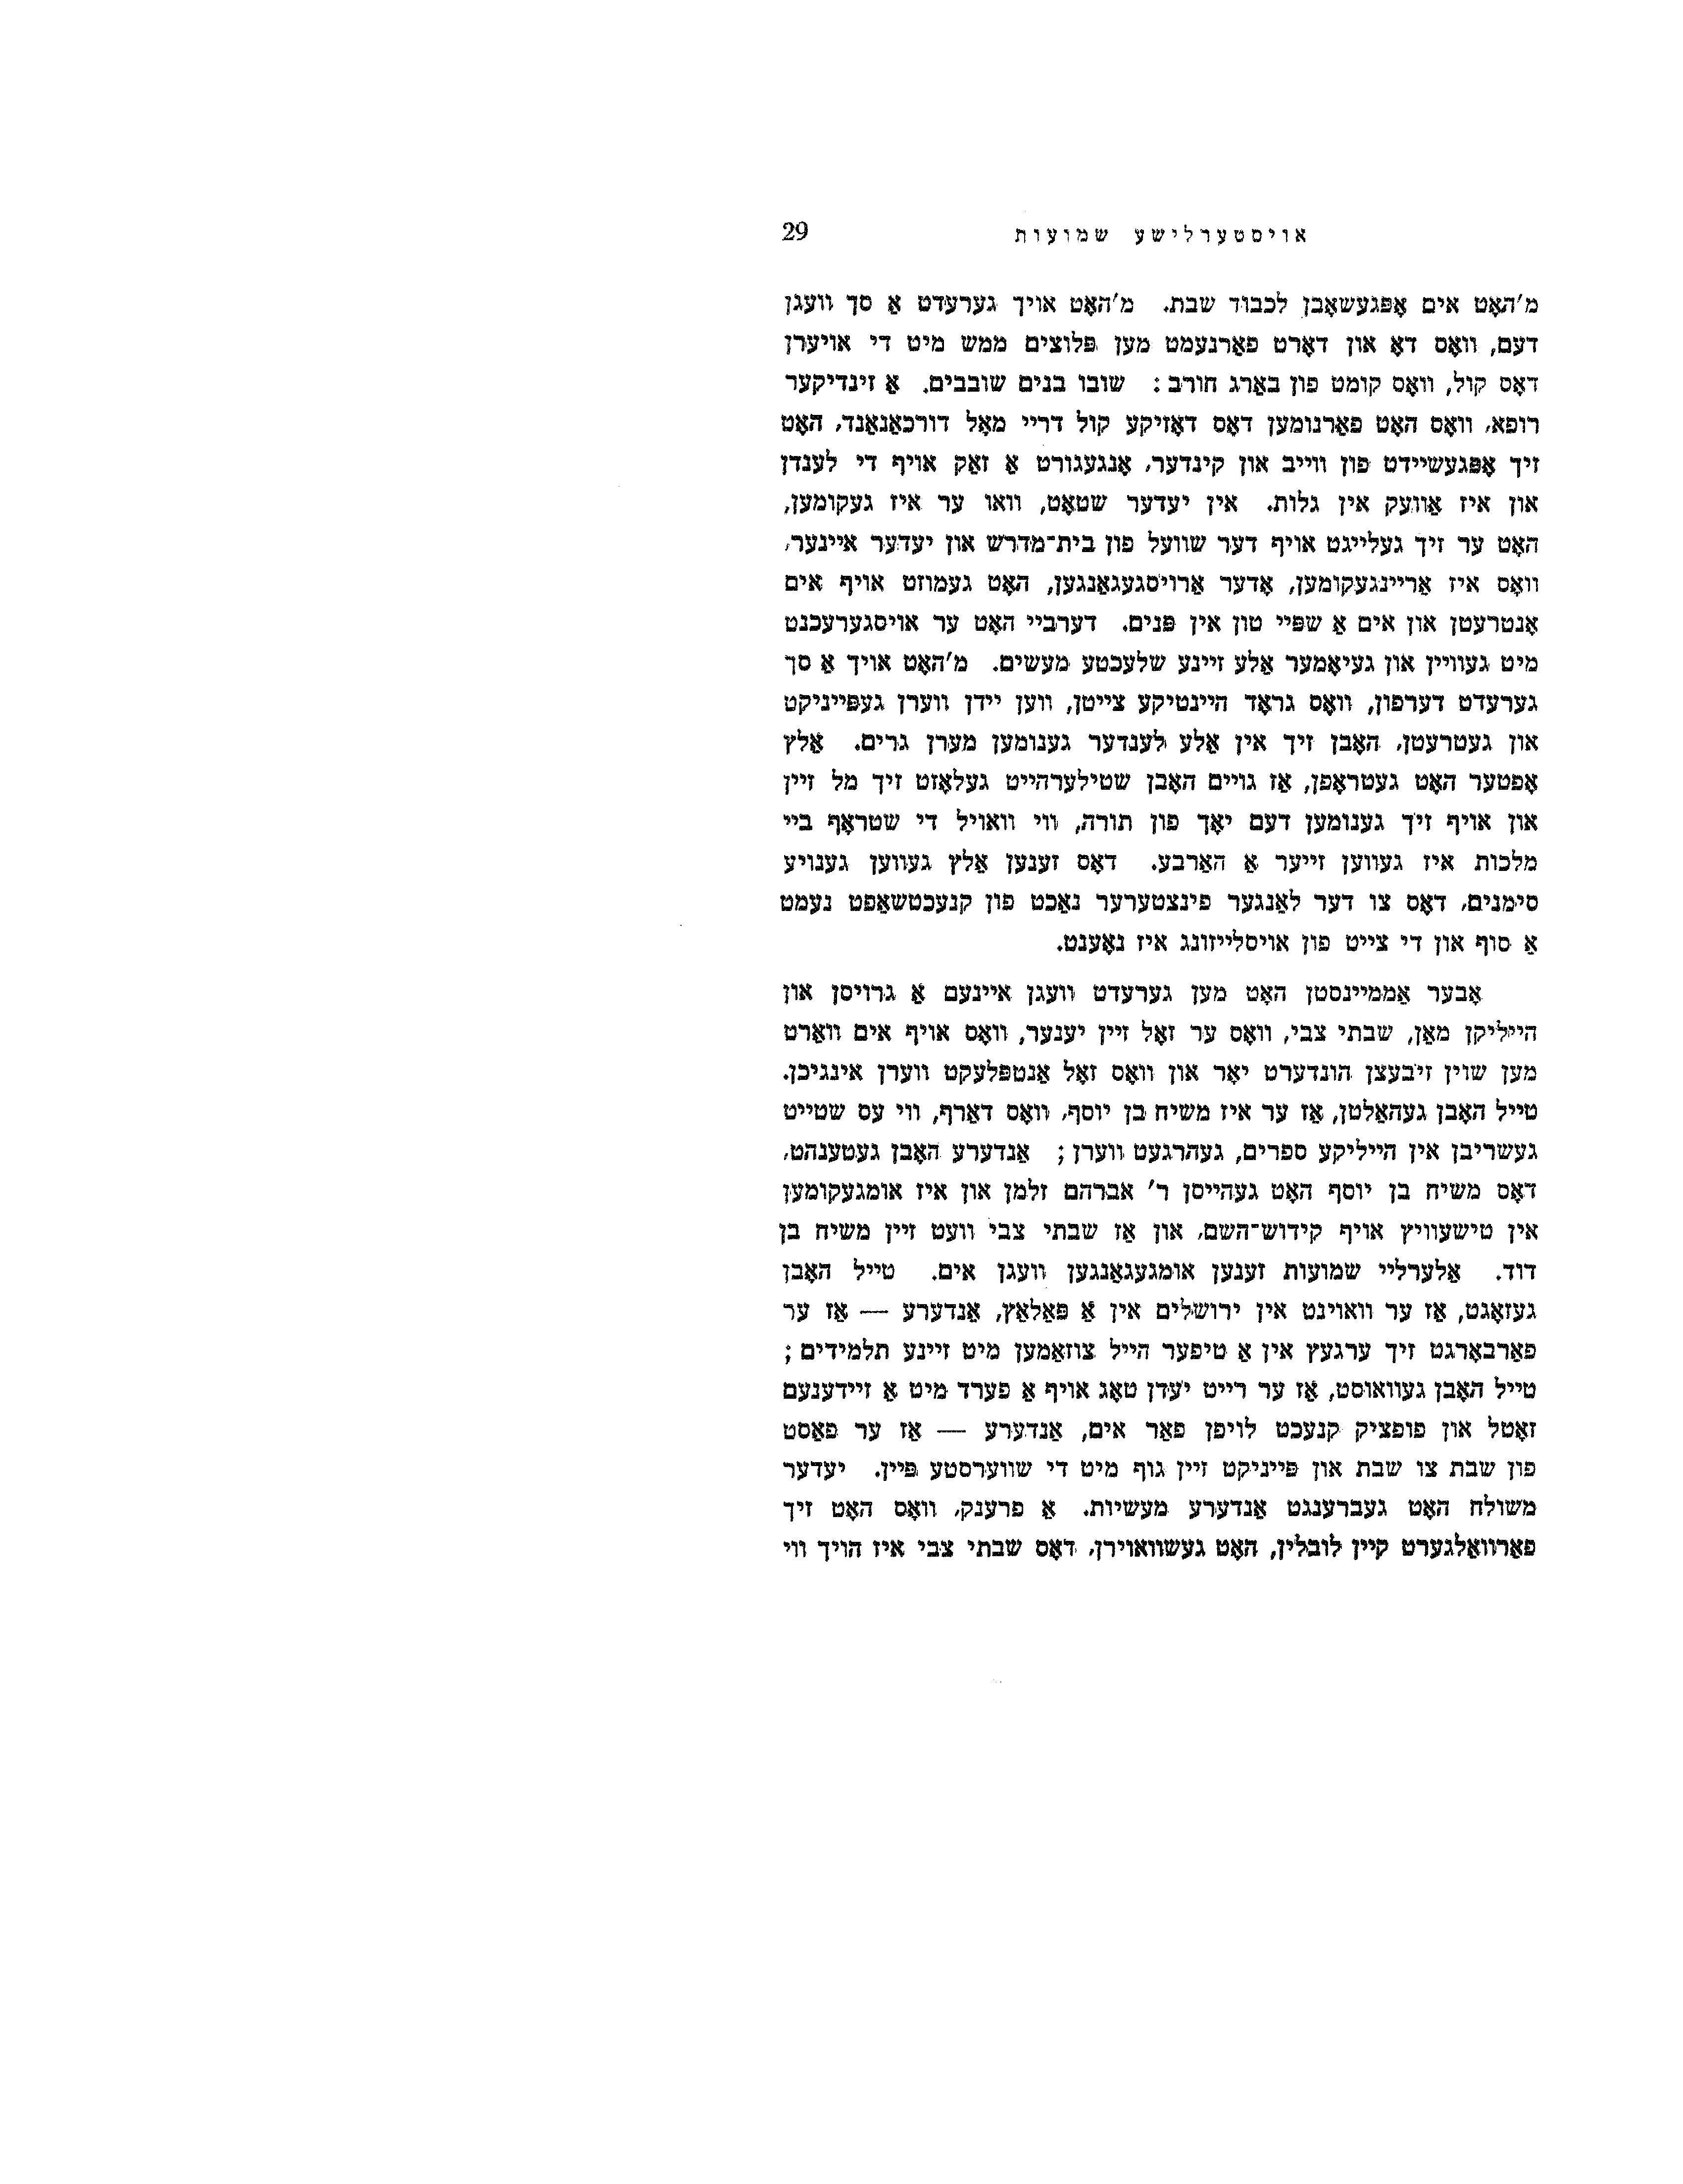 אויסטערלישע שמועות 29
מ'האָט אים אָפּגעשאָבן לכבוד שבת. מ'האָט אויך גערעדט אַ סך וועגן
דעם, וואָס דאָ און דאָרט פאַרנעמט מען פּלוצים ממש מיט די אויערן
דאָס קול, וואָס קומט פון באַרג חורב: שובו בנים שובבים. אַ זינדיקער
רופא, וואָס האָט פאַרנומען דאָס דאָזיקע קול דריי מאָל דורכאַנאַנד, האָט
זיך אָפּגעשיידט פון ווייב און קינדער, אָנגעגורט אַ זאַק אויף די לענדן
און איז אַוועק אין גלות. אין יעדער שטאָט, וואו ער איז געקומען,
האָט ער זיך געלייגט אויף דער שוועל פון בית־מדרש און יעדער איינער,
וואָס איז אַריינגעקומען, אָדער אַרויסגעגאַנגען, האָט געמוזט אויף אים
אָנטרעטן און אים אַ שפּיי טון אין פּנים. דערביי האָט ער אויסגערעכנט
מיט געוויין און געיאָמער אַלע זיינע שלעכטע מעשים. מ'האָט אויך אַ סך
גערעדט דערפון, וואָס גראָד היינטיקע צייטן, ווען יידן ווערן געפּייניקט
און געטרעטן, האָבן זיך אין אַלע לענדער גענומען מערן גרים. אַלץ
אָפטער האָט געטראָפן, אַז גויים האָבן שטילערהייט געלאָזט זיך מל זיין
און אויף זיך גענומען דעם יאָך פון תורה, ווי וואויל די שטראָף ביי
מלכות איז געווען זייער אַ האַרבע. דאָס זענען אַלץ געווען גענויע
סימנים, דאָס צו דער לאַנגער פינצטערער נאַכט פון קנעכטשאַפט נעמט
אַ סוף און די צייט פון אויסלייזונג איז נאָענט.
אָבער אַממיינסטן האָט מען גערעדט וועגן איינעם אַ גרויסן און
הייליקן מאַן, שבתי צבי, וואָס ער זאָל זיין יענער, וואָס אויף אים וואַרט
מען שוין זיבעצן הונדערט יאָר און וואָס זאָל אַנטפּלעקט ווערן אינגיכן.
טייל האָבן געהאַלטן, אַז ער איז משיח בן יוסף, וואָס דאַרף, ווי עס שטייט
געשריבן אין הייליקע ספרים, געהרגעט ווערן; אַנדערע האָבן געטענהט,
דאָס משיח בן יוסף האָט געהייסן ר' אברהם זלמן און איז אומגעקומען
אין טישעוויץ אויף קידוש־השם, און אַז שבתי צבי וועט זיין משיח בן
דוד. אַלערליי שמועות זענען אומגעגאַנגען וועגן אים. טייל האָבן
געזאָגט, אַז ער וואוינט אין ירושלים אין אַ פּאַלאַץ, אַנדערע — אַז ער
פאַרבאָרגט זיך ערגעץ אין אַ טיפער הייל צוזאַמען מיט זיינע תלמידים;
טייל האָבן געוואוסט, אַז ער רייט יעדן טאָג אויף אַ פערד מיט אַ זיידענעם
זאָטל און פופציק קנעכט לויפן פאַר אים, אַנדערע — אַז ער פאַסט
פון שבת צו שבת און פּייניקט זיין גוף מיט די שווערסטע פּיין. יעדער
משולח האָט געברענגט אַנדערע מעשיות. אַ פרענק, וואָס האָט זיך
פאַרוואַלגערט קיין לובלין, האָט געשוואוירן, דאָס שבתי צבי איז הויך ווי